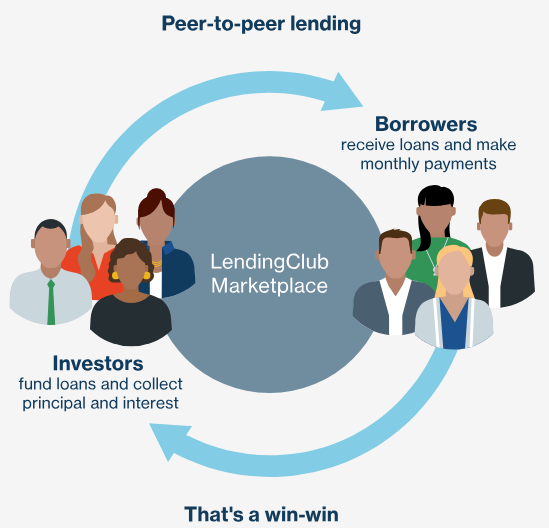 Peer-to-peer lending
Borrowers
receive loans and make
monthly payments
LendingClub
Marketplace
Investors
fund loans and collect
principal and interest
That's a win-win